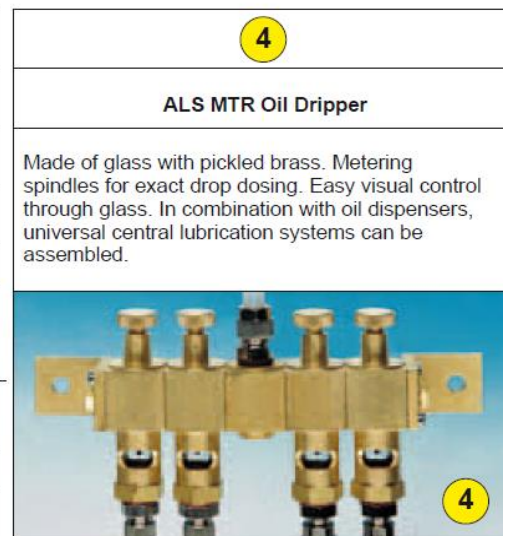 4
ALS MTR Oil Dripper
Made of glass with pickled brass. Metering
spindles for exact drop dosing. Easy visual control
through glass. In combination with oil dispensers,
universal central lubrication systems can be
assembled.
4